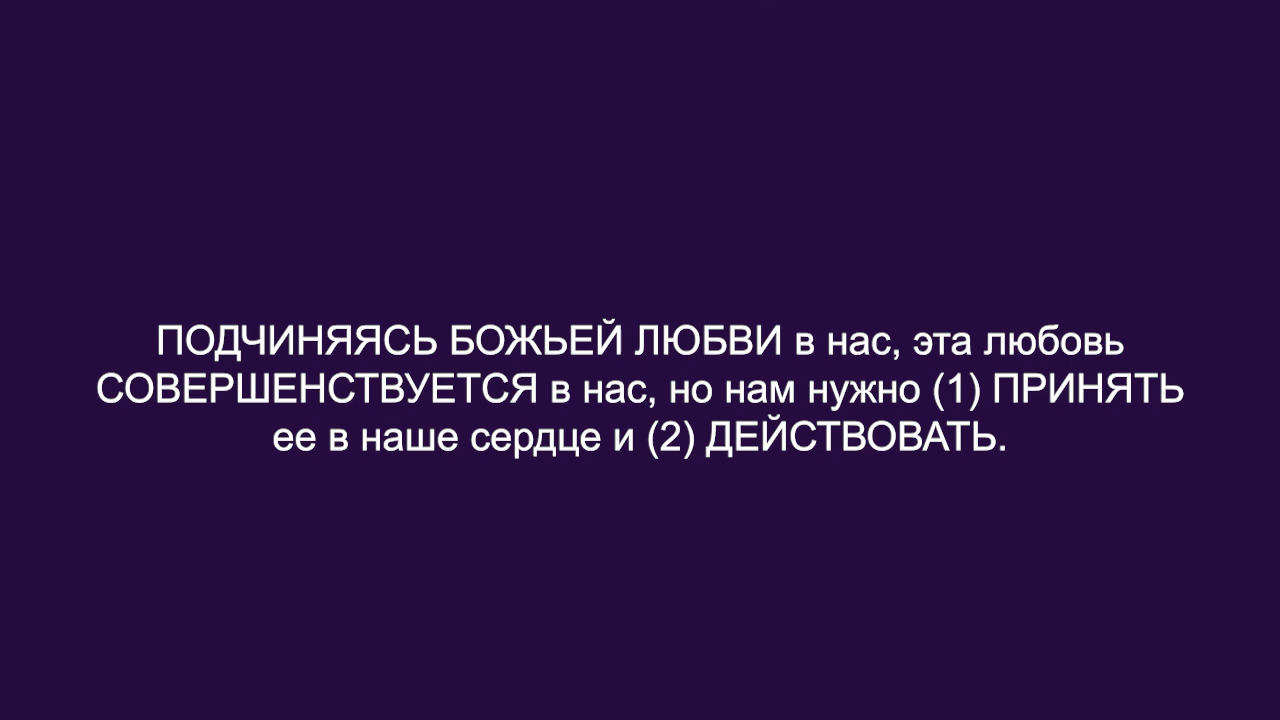 ПОДЧИНЯЯСЬ БОЖЬЕЙ ЛЮБВИ в нас, эта любовь
СОВЕРШЕНСТВУЕТСЯ в нас, но нам нужно (1) ПРИНЯТЬ
ее в наше сердце и (2) ДЕЙСТВОВАТЬ.